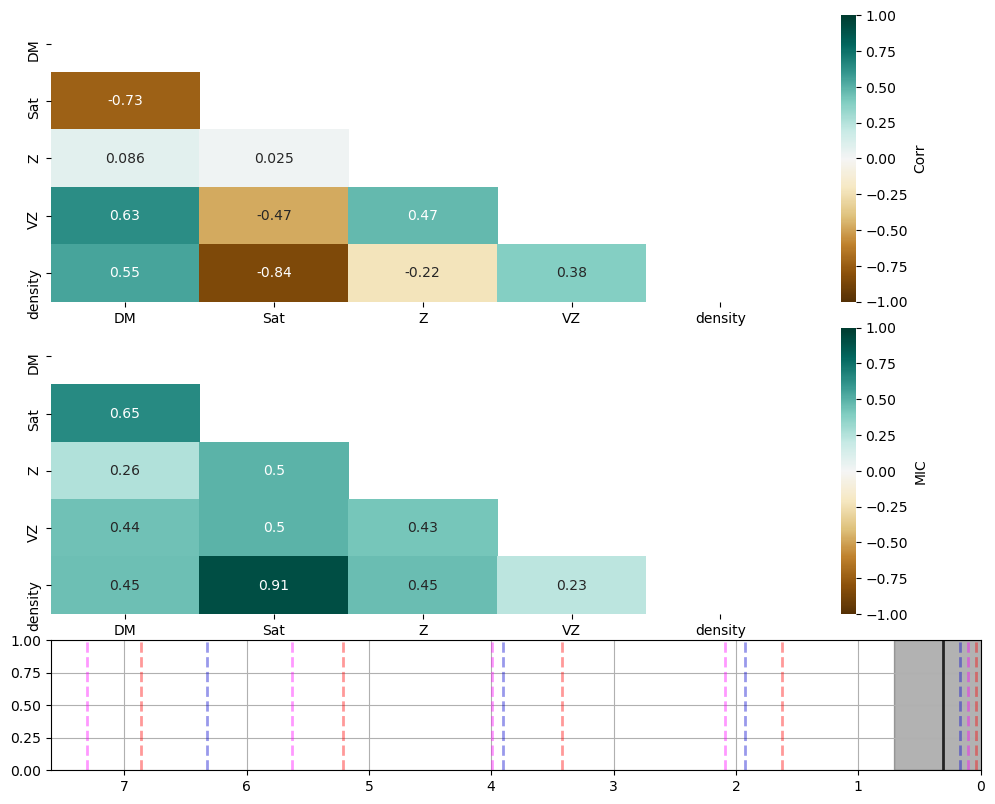 DM
Sat
-0.73
Z
0.086 0.025
VZ
0.63 -0.47 0.47
density
0.55 -0.84 -0.22 0.38
DM Sat Z VZ density
1.00
0.75
0.50
0.25
0.00
−0.25
−0.50
−0.75
−1.00
Corr
DM
Sat
0.65
Z
0.26 0.5
VZ
0.44 0.5 0.43
density
0.45 0.91 0.45 0.23
DM Sat Z VZ density
1.00
0.75
0.50
0.25
0.00
−0.25
−0.50
−0.75
−1.00
MIC
1.00
0.75
0.50
0.25
0.00
7 6 5 4 3 2 1 0